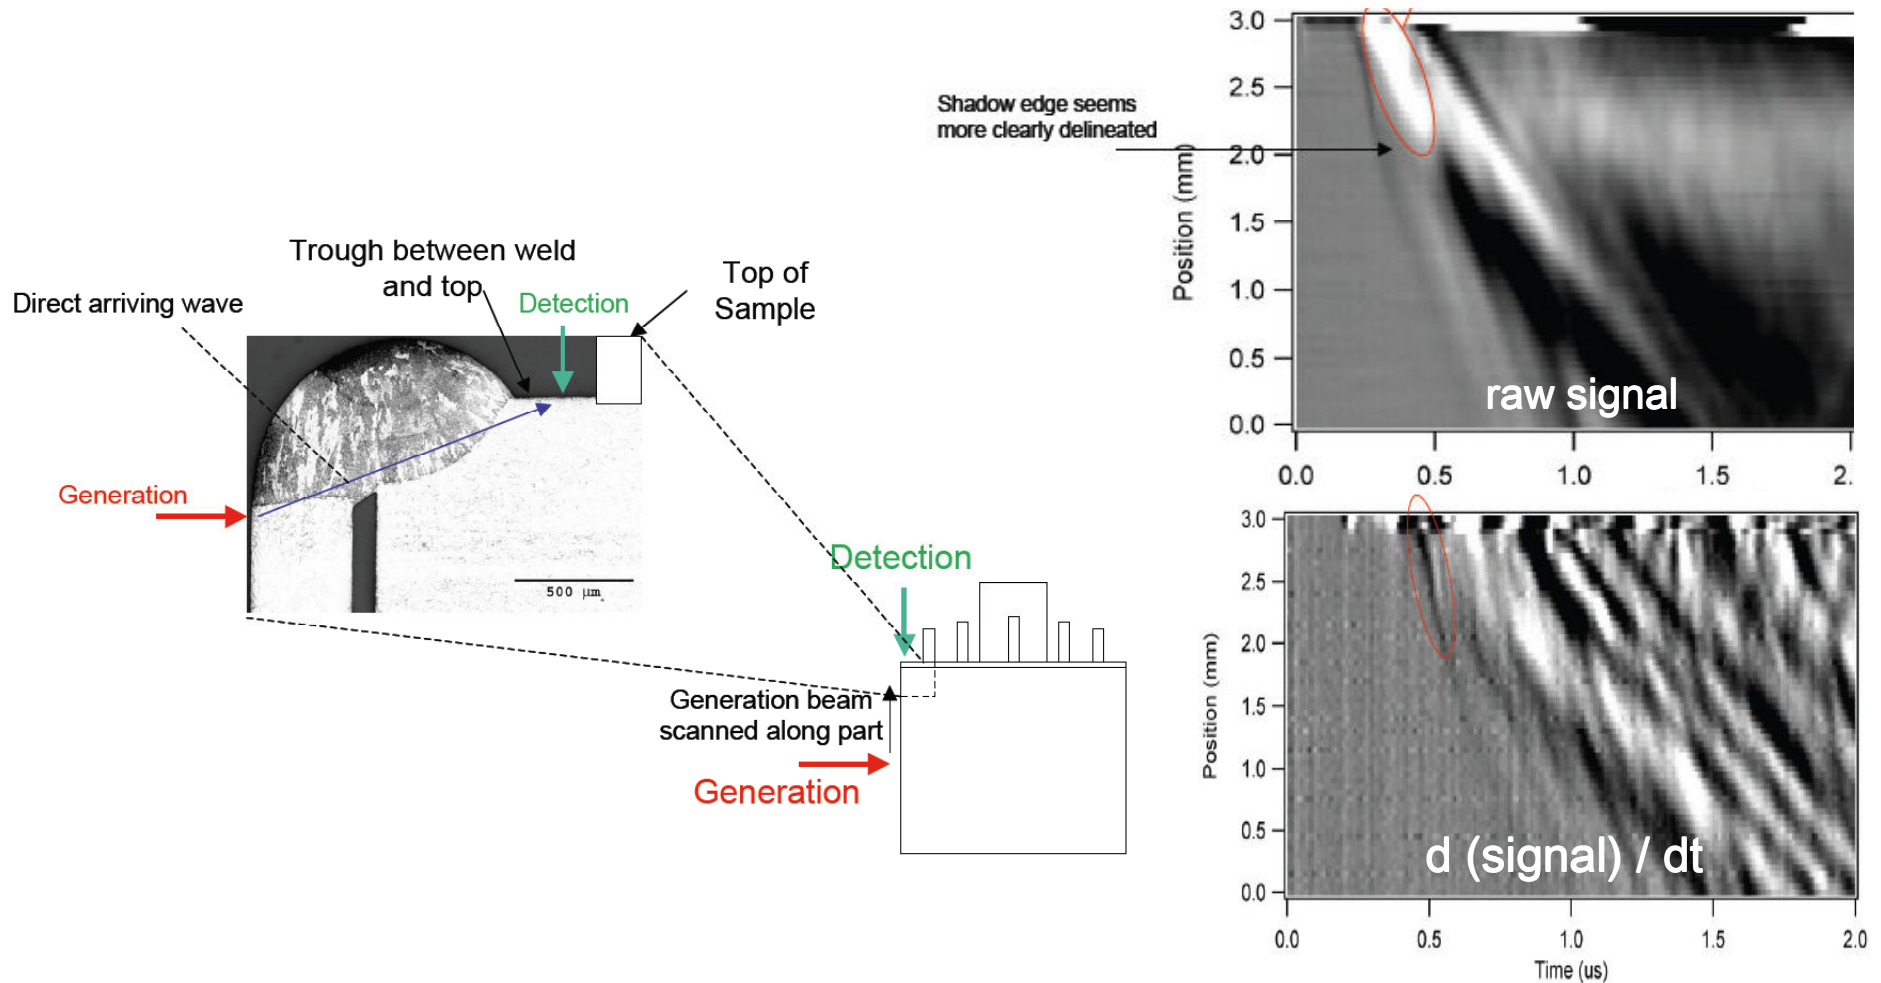 Trough between weld
and top
Top of
Sample
Direct arriving wave
Detection
Generation
500 µm
Detection
Generation beam
scanned along part
Generation
Shadow edge seems
more clearly delineated
Position (mm)
3.0
2.5
2.0
1.5
1.0
0.5
0.0
raw signal
0.0 0.5 1.0 1.5 2.
Position (mm)
3.0
2.5
2.0
1.5
1.0
0.5
0.0
d (signal) / dt
0.0 0.5 1.0 1.5 2.0
Time (us)